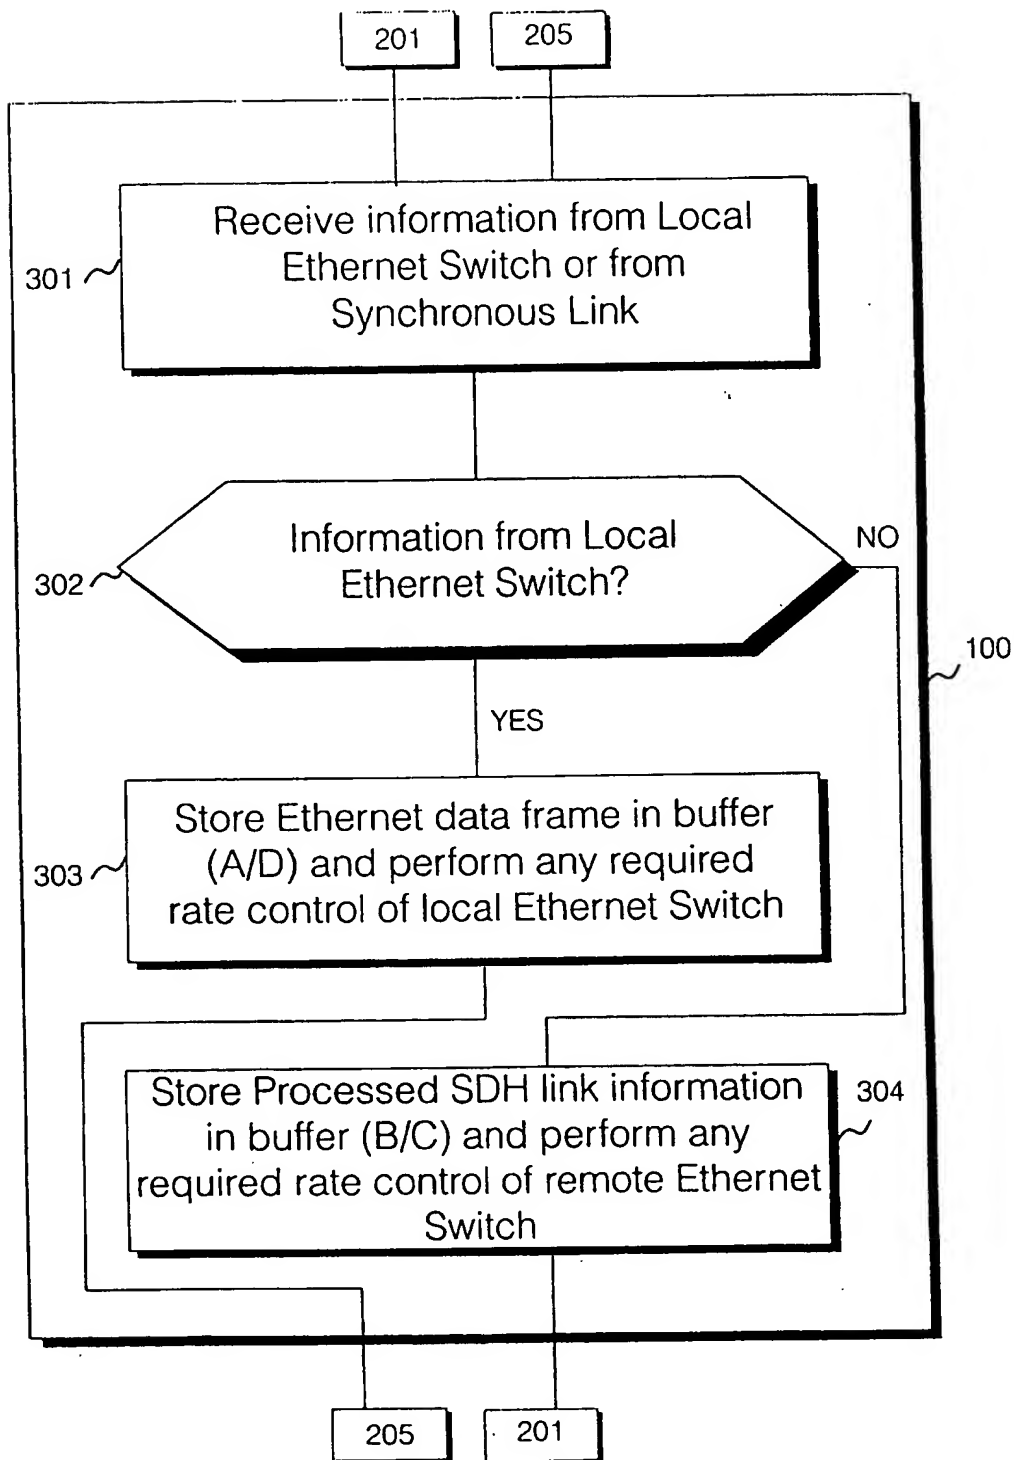 201
205
Receive information from Local
Ethernet Switch or from
Synchronous Link
301
Information from Local
Ethernet Switch?
302
NO
100
YES
Store Ethernet data frame in buffer
(A/D) and perform any required
rate control of local Ethernet Switch
303
Store Processed SDH link information
in buffer (B/C) and perform any
required rate control of remote Ethernet
Switch
304
205
201